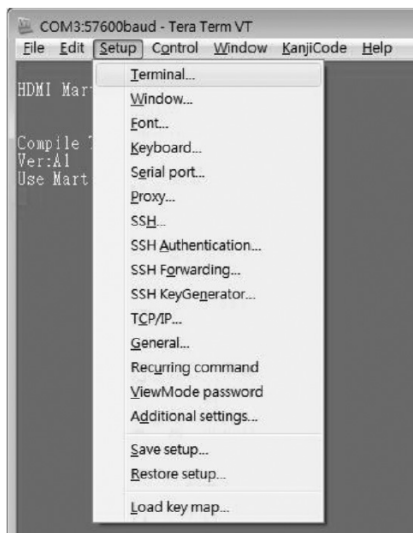 COM3:57600baud - Tera Term VT
File Edit Setup Control Window KanjiCode Help
HDMI
Compile
Ver:A1
Use
Terminal...
Window...
Font...
Keyboard...
Serial port...
Proxy...
SSH...
SSH Authentication...
SSH Forwarding...
SSH KeyGenerator...
TCP/IP...
General...
Recurring command
ViewMode password
Additional settings...
Save setup...
Restore setup...
Load key map...